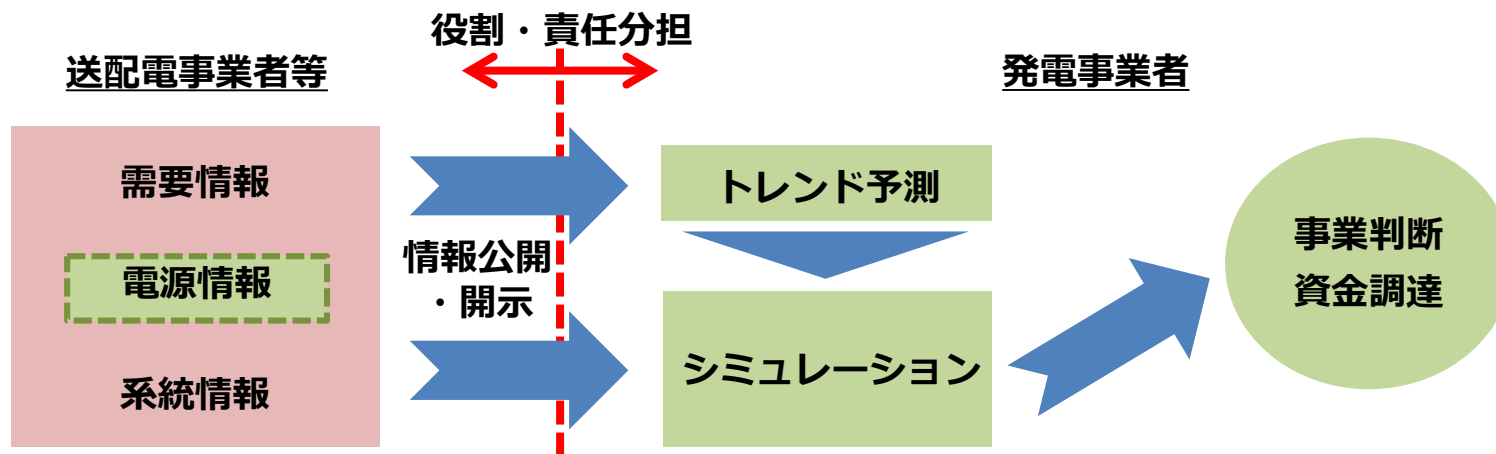 役割・責任分担
送配電事業者等
発電事業者
需要情報
電源情報
系統情報
情報公開
・開示
トレンド予測
シミュレーション
事業判断
資金調達